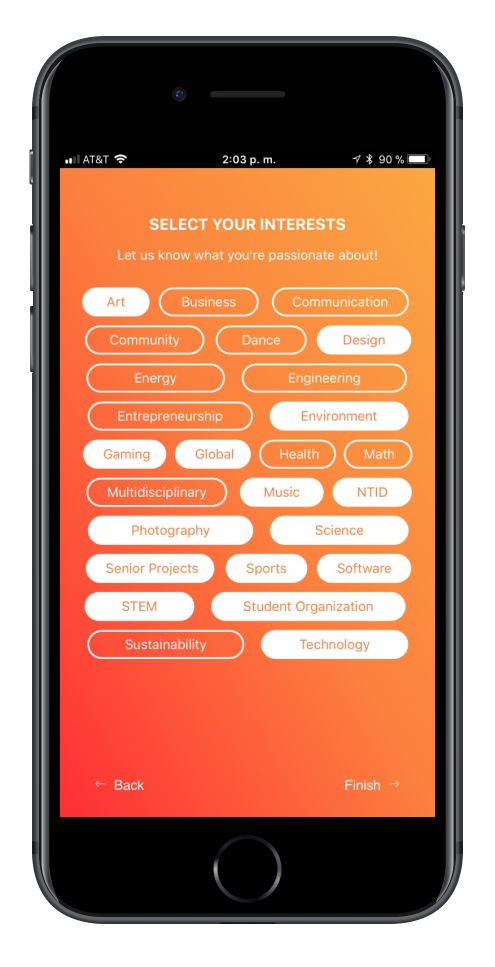 AT&T 2:03 p. m. 90 %
SELECT YOUR INTERESTS
Let us know what you're passionate about!
Art Business Communication
Community Dance Design
Energy Engineering
Entrepreneurship Environment
Gaming Global Health Math
Multidisciplinary Music NTID
Photography Science
Senior Projects Sports Software
STEM Student Organization
Sustainability Technology
← Back Finish →